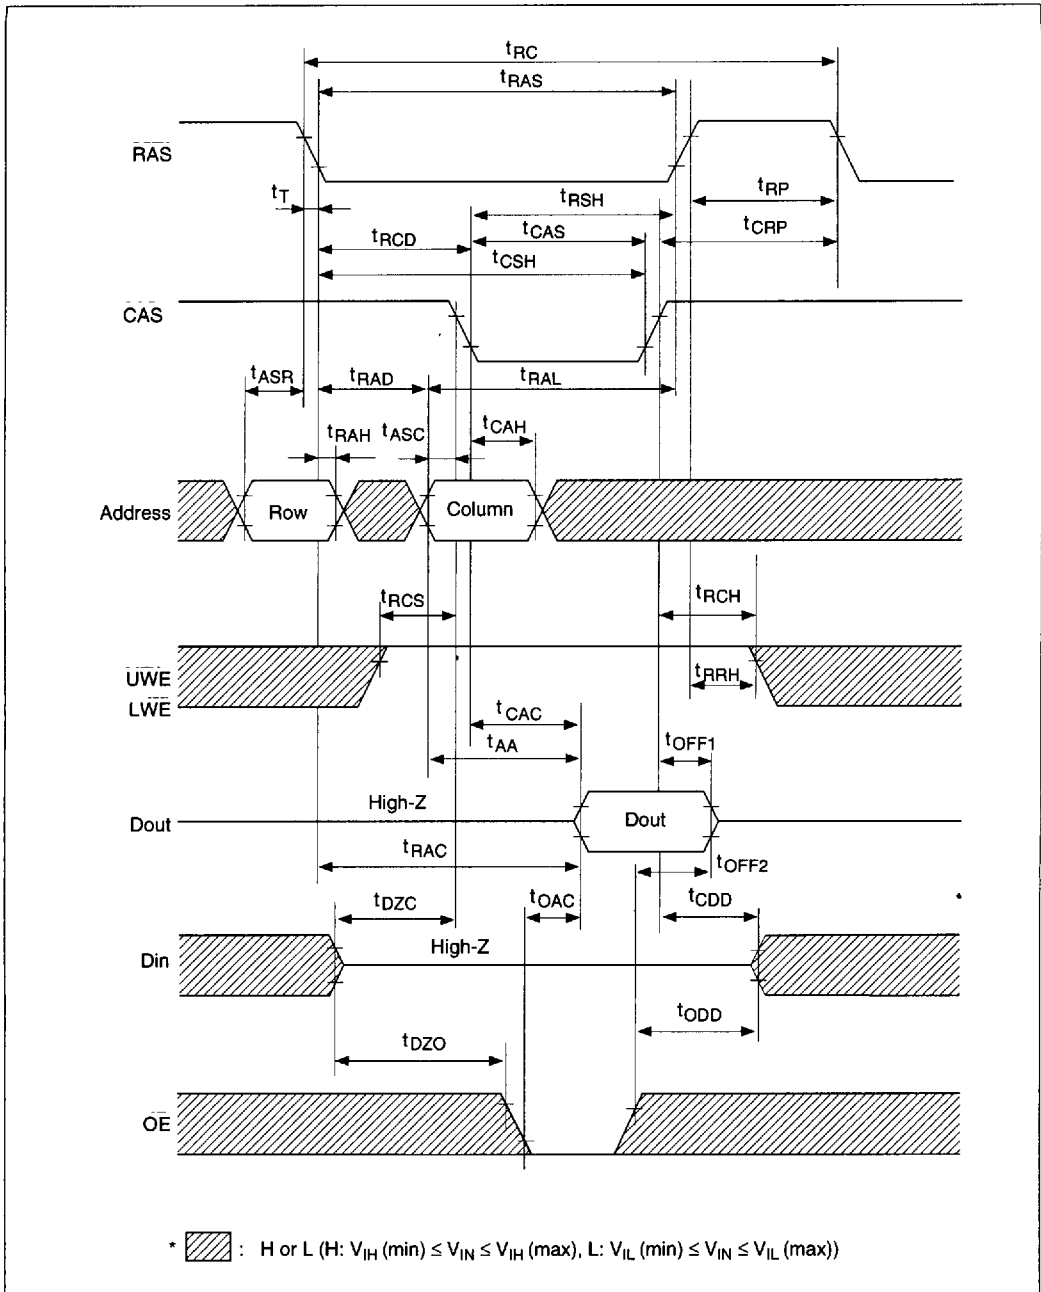 tRC
tRAS
RAS
tT
tRP
tRSH
tCRP
tRCD
tCAS
tCSH
CAS
tASR
tRAD
tRAL
tRAH
tASC
tCAH
Address
Row
Column
tRCS
tRCH
UWE
tRRH
LWE
tCAC
tAA
tOFF1
High-Z
Dout
Dout
tRAC
tOFF2
tDZC
tOAC
tCDD
Din
High-Z
tODD
tDZO
OE
* : H or L (H: VIH (min) ≤ VIN ≤ VIH (max), L: VIL (min) ≤ VIN ≤ VIL (max))